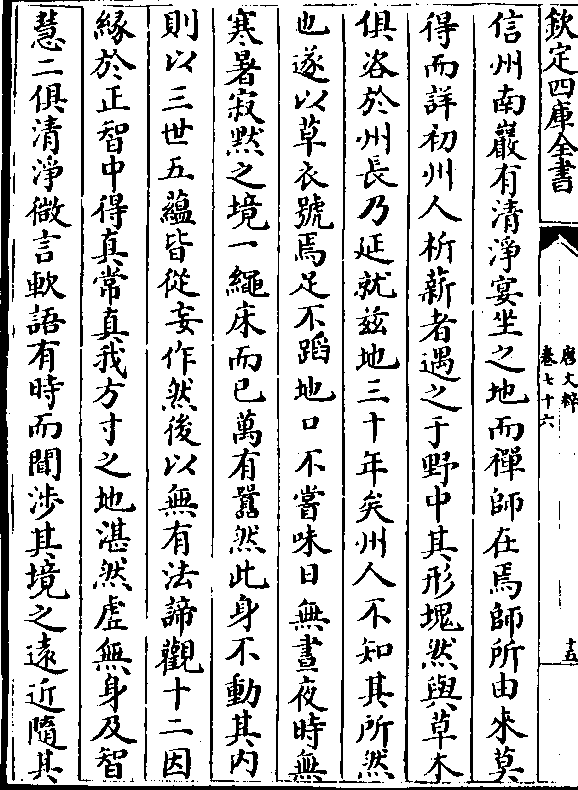 欽定四庫全書
唐文粹
卷七十六
十五
信州南巖有清淨宴坐之地而禪師在焉師所由來莫
得而詳初州人析薪者遇之于野中其形塊然與草木
俱咨於州長乃延就兹地三十年矣州人不知其所然
也遂以草衣號焉足不蹈地口不嘗味日無晝夜時無
寒暑寂默之境一繩床而已萬有囂然此身不動其内
則以三世五藴皆從妄作然後以無有法諦觀十二因
縁於正智中得真常真我方寸之地湛然虚無身及智
慧二俱清淨微言軟語有時而聞涉其境之遠近隨其